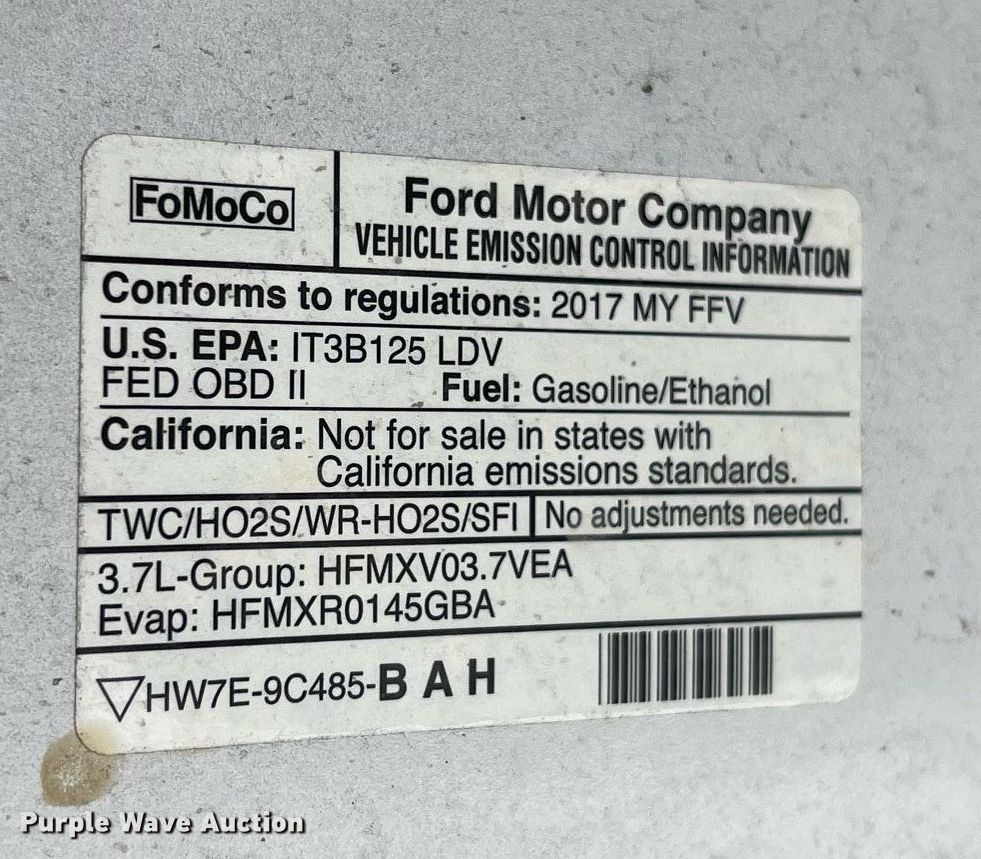 FoMoCo
Ford Motor Company
VEHICLE EMISSION CONTROL INFORMATION
Conforms to regulations: 2017 MY FFV
U.S. EPA: IT3B125 LDV
FED OBD II Fuel: Gasoline/Ethanol
California: Not for sale in states with
California emissions standards.
TWC/HO2S/WR-HO2S/SFI No adjustments needed.
3.7L-Group: HFMXV03.7VEA
Evap: HFMXR0145GBA
HW7E-9C485-B A H
Purple Wave Auction